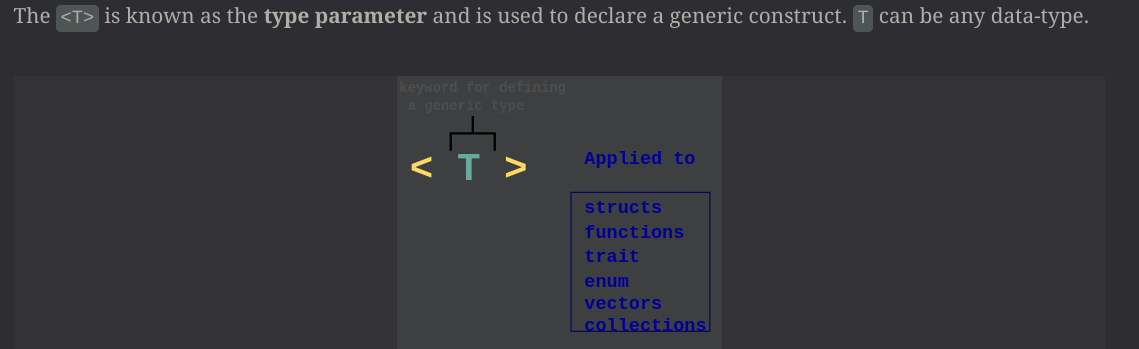 The <T> is known as the type parameter and is used to declare a generic construct. T can be any data-type.
keyword for defining
a generic type
< T >
Applied to
structs
functions
trait
enum
vectors
collections